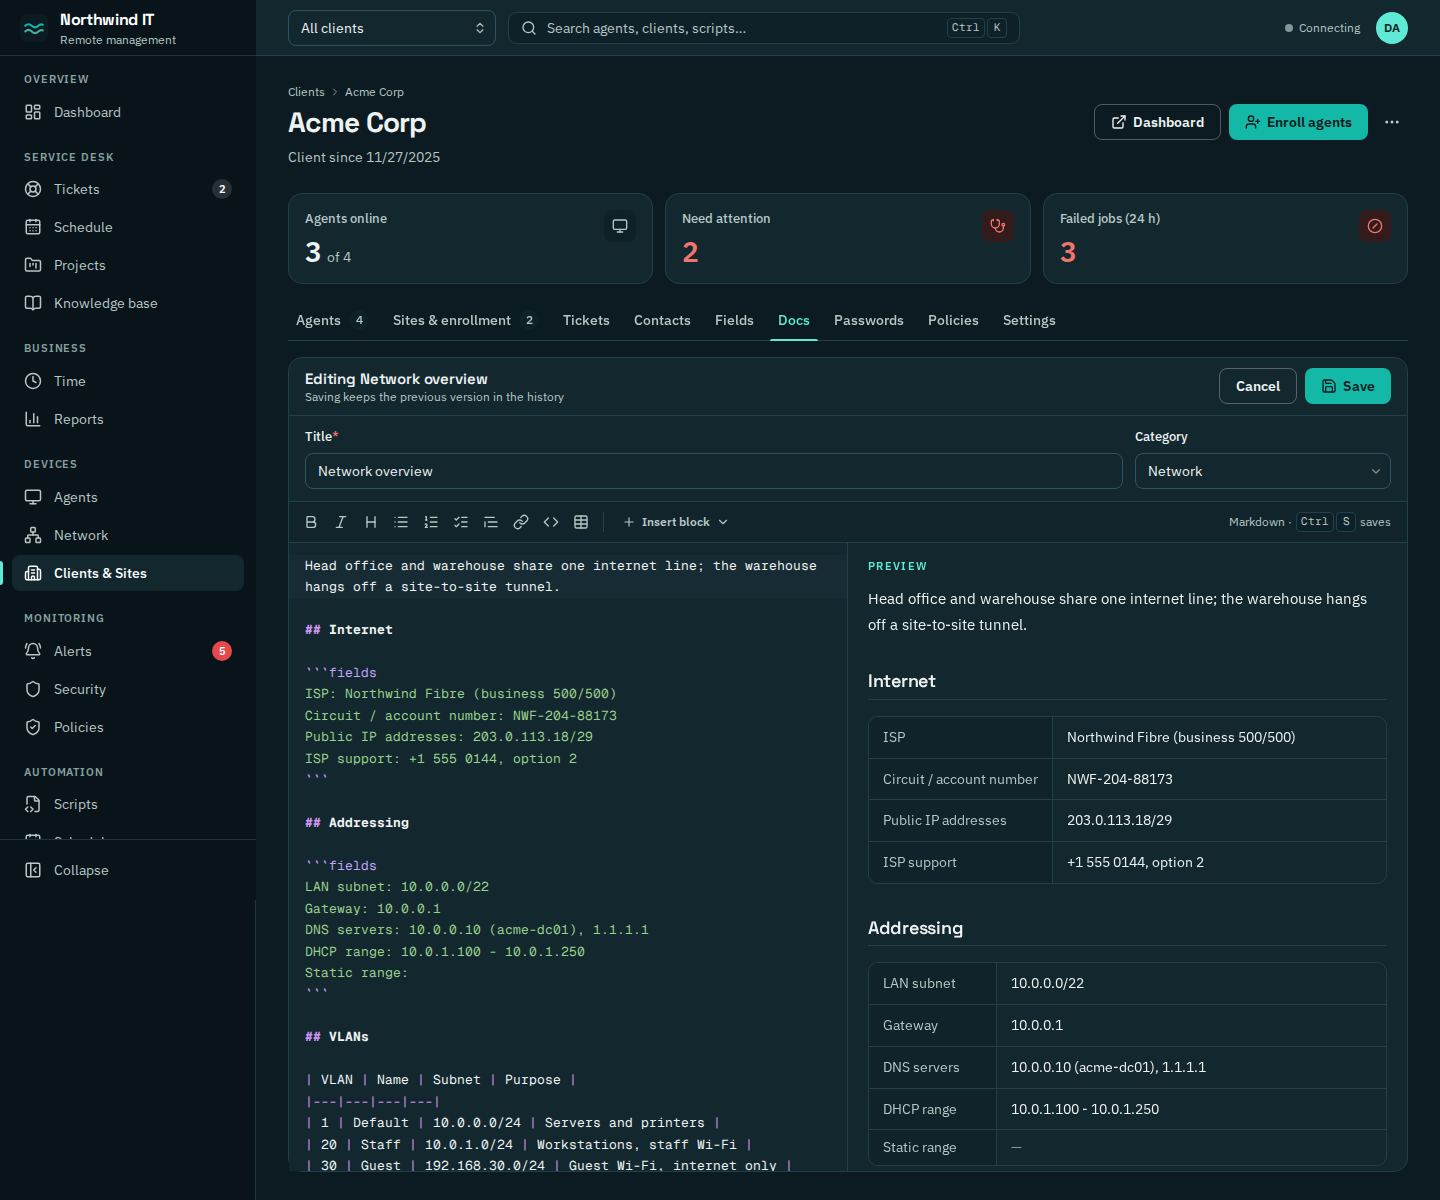 Northwind IT
Remote management
All clients
Search agents, clients, scripts...
Ctrl K
Connecting
DA
OVERVIEW
Dashboard
SERVICE DESK
Tickets 2
Schedule
Projects
Knowledge base
BUSINESS
Time
Reports
DEVICES
Agents
Network
Clients & Sites
MONITORING
Alerts 5
Security
Policies
AUTOMATION
Scripts
Collapse
Clients > Acme Corp
Acme Corp
Client since 11/27/2025
Dashboard
Enroll agents
Agents online
3 of 4
Need attention
2
Failed jobs (24 h)
3
Agents 4 Sites & enrollment 2 Tickets Contacts Fields Docs Passwords Policies Settings
Editing Network overview
Saving keeps the previous version in the history
Cancel
Save
Title*
Network overview
Category
Network
Insert block
Markdown · Ctrl S saves
Head office and warehouse share one internet line; the warehouse
hangs off a site-to-site tunnel.
## Internet
```fields
ISP: Northwind Fibre (business 500/500)
Circuit / account number: NWF-204-88173
Public IP addresses: 203.0.113.18/29
ISP support: +1 555 0144, option 2
```
## Addressing
```fields
LAN subnet: 10.0.0.0/22
Gateway: 10.0.0.1
DNS servers: 10.0.0.10 (acme-dc01), 1.1.1.1
DHCP range: 10.0.1.100 - 10.0.1.250
Static range:
```
## VLANs
| VLAN | Name | Subnet | Purpose |
|---|---|---|---|
| 1 | Default | 10.0.0.0/24 | Servers and printers |
| 20 | Staff | 10.0.1.0/24 | Workstations, staff Wi-Fi |
| 30 | Guest | 192.168.30.0/24 | Guest Wi-Fi, internet only |
PREVIEW
Head office and warehouse share one internet line; the warehouse hangs
off a site-to-site tunnel.
Internet
ISP Northwind Fibre (business 500/500)
Circuit / account number NWF-204-88173
Public IP addresses 203.0.113.18/29
ISP support +1 555 0144, option 2
Addressing
LAN subnet 10.0.0.0/22
Gateway 10.0.0.1
DNS servers 10.0.0.10 (acme-dc01), 1.1.1.1
DHCP range 10.0.1.100 - 10.0.1.250
Static range —